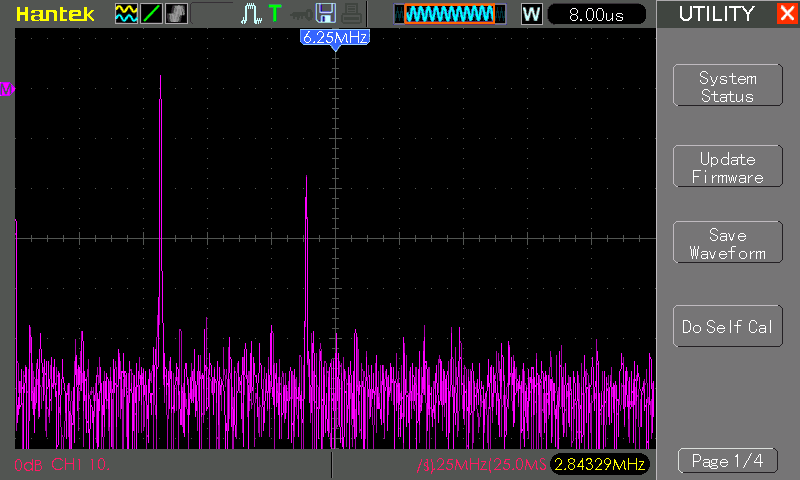 Hantek
T
W
8.00us
UTILITY
6.25MHz
M
System
Status
Update
Firmware
Save
Waveform
Do Self Cal
0dB CH1 10.
/s).25MHz(25.0MS
2.84329MHz
Page 1/4